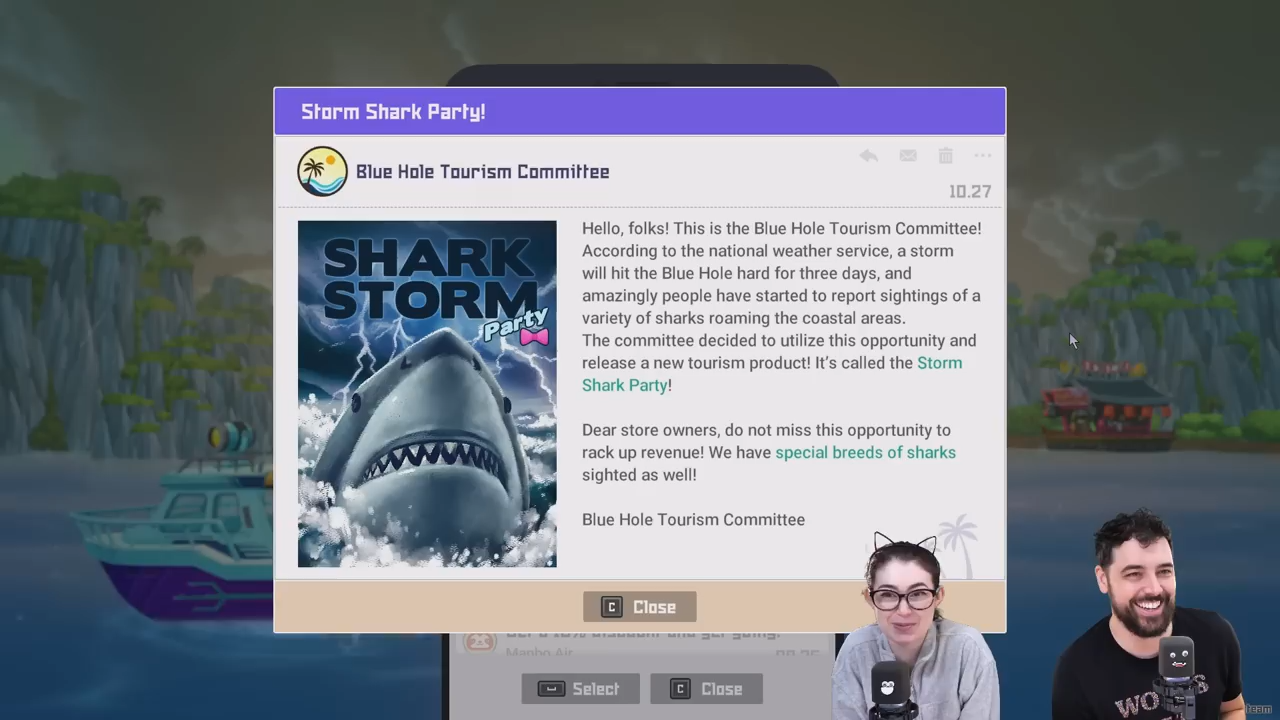 Storm Shark Party!
Blue Hole Tourism Committee
10.27
SHARK
STORM
Party
Hello, folks! This is the Blue Hole Tourism Committee!
According to the national weather service, a storm
will hit the Blue Hole hard for three days, and
amazingly people have started to report sightings of a
variety of sharks roaming the coastal areas.
The committee decided to utilize this opportunity and
release a new tourism product! It's called the Storm
Shark Party!
Dear store owners, do not miss this opportunity to
rack up revenue! We have special breeds of sharks
sighted as well!
Blue Hole Tourism Committee
C Close
Manbo Air
Select
C Close
team